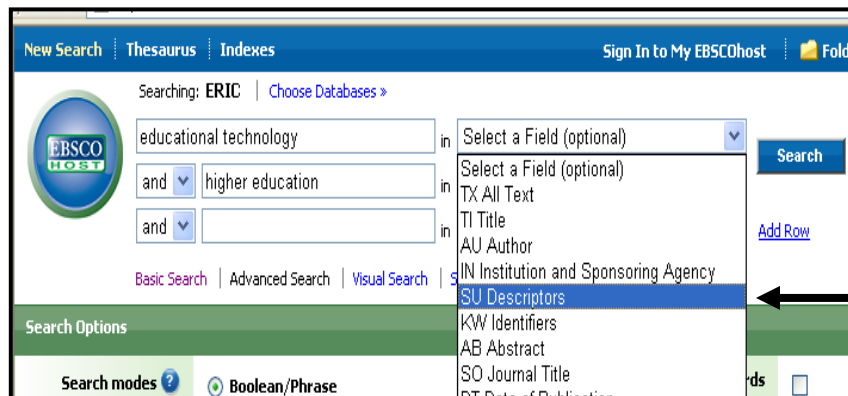 New Search Thesaurus Indexes Sign In to My EBSCOhost Fold
Searching: ERIC Choose Databases »
EBSCO
HOST
educational technology in Select a Field (optional) Search
and higher education in
and in Add Row
Select a Field (optional)
TX All Text
TI Title
AU Author
IN Institution and Sponsoring Agency
SU Descriptors
KW Identifiers
AB Abstract
SO Journal Title
Basic Search Advanced Search Visual Search S
Search Options
Search modes ? Boolean/Phrase rds